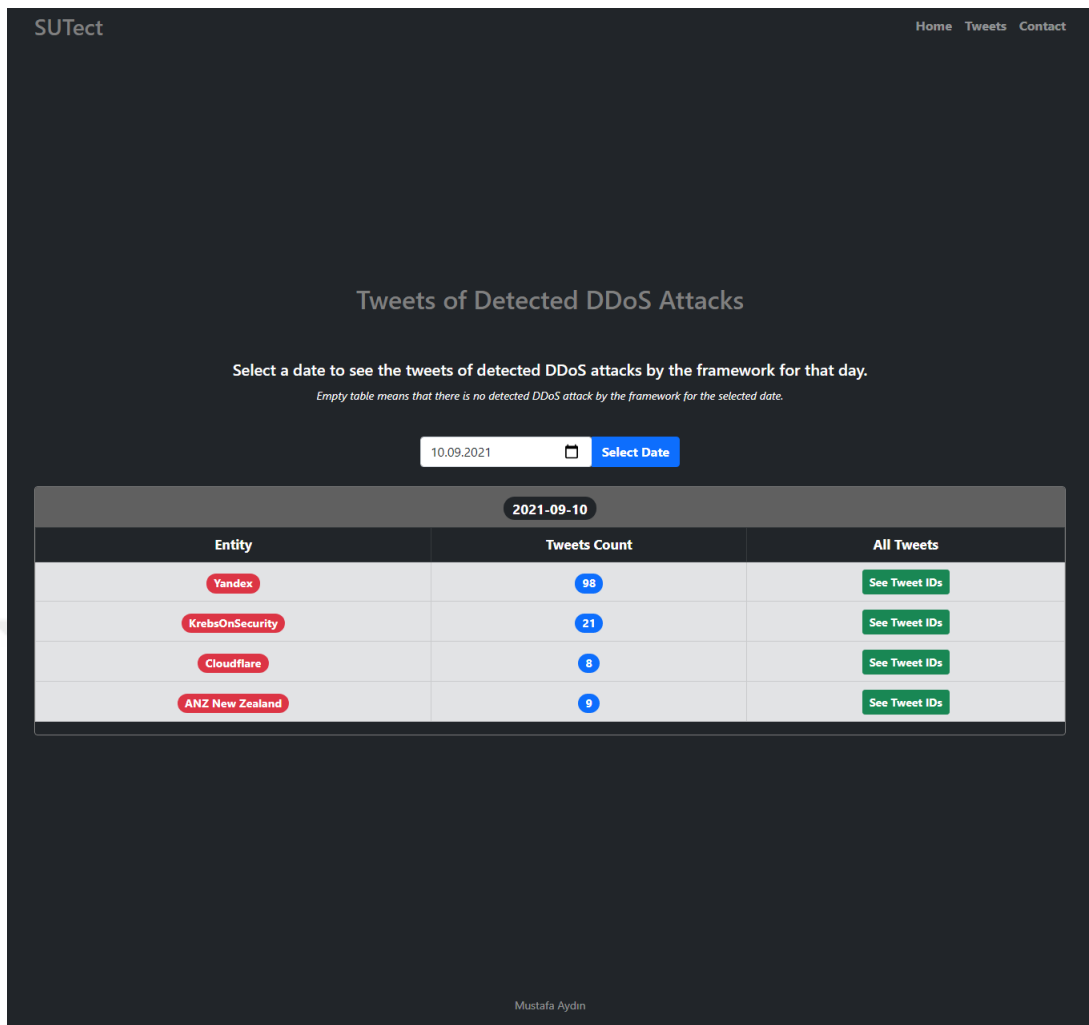 SUTect
Home Tweets Contact
Tweets of Detected DDoS Attacks
Select a date to see the tweets of detected DDoS attacks by the framework for that day.
Empty table means that there is no detected DDoS attack by the framework for the selected date.
10.09.2021 Select Date
2021-09-10
Entity Tweets Count All Tweets
Yandex 98 See Tweet IDs
KrebsOnSecurity 21 See Tweet IDs
Cloudflare 8 See Tweet IDs
ANZ New Zealand 9 See Tweet IDs
Mustafa Aydın